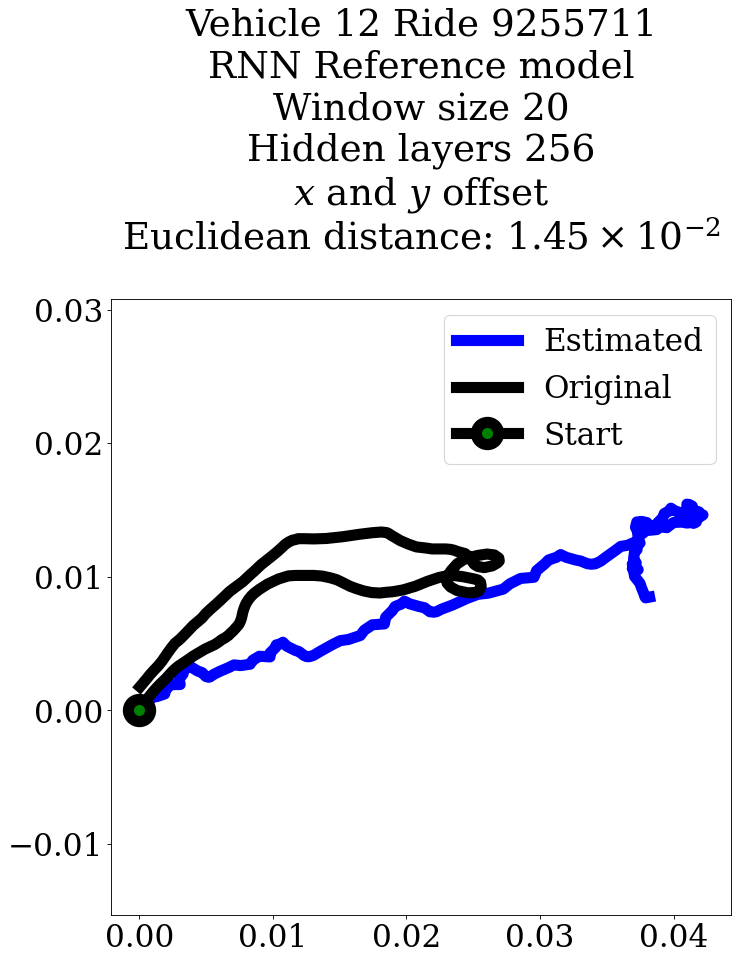 Vehicle 12 Ride 9255711
RNN Reference model
Window size 20
Hidden layers 256
x and y offset
Euclidean distance: 1.45 × 10⁻²
0.03
0.02
0.01
0.00
−0.01
Estimated
Original
Start
0.00 0.01 0.02 0.03 0.04